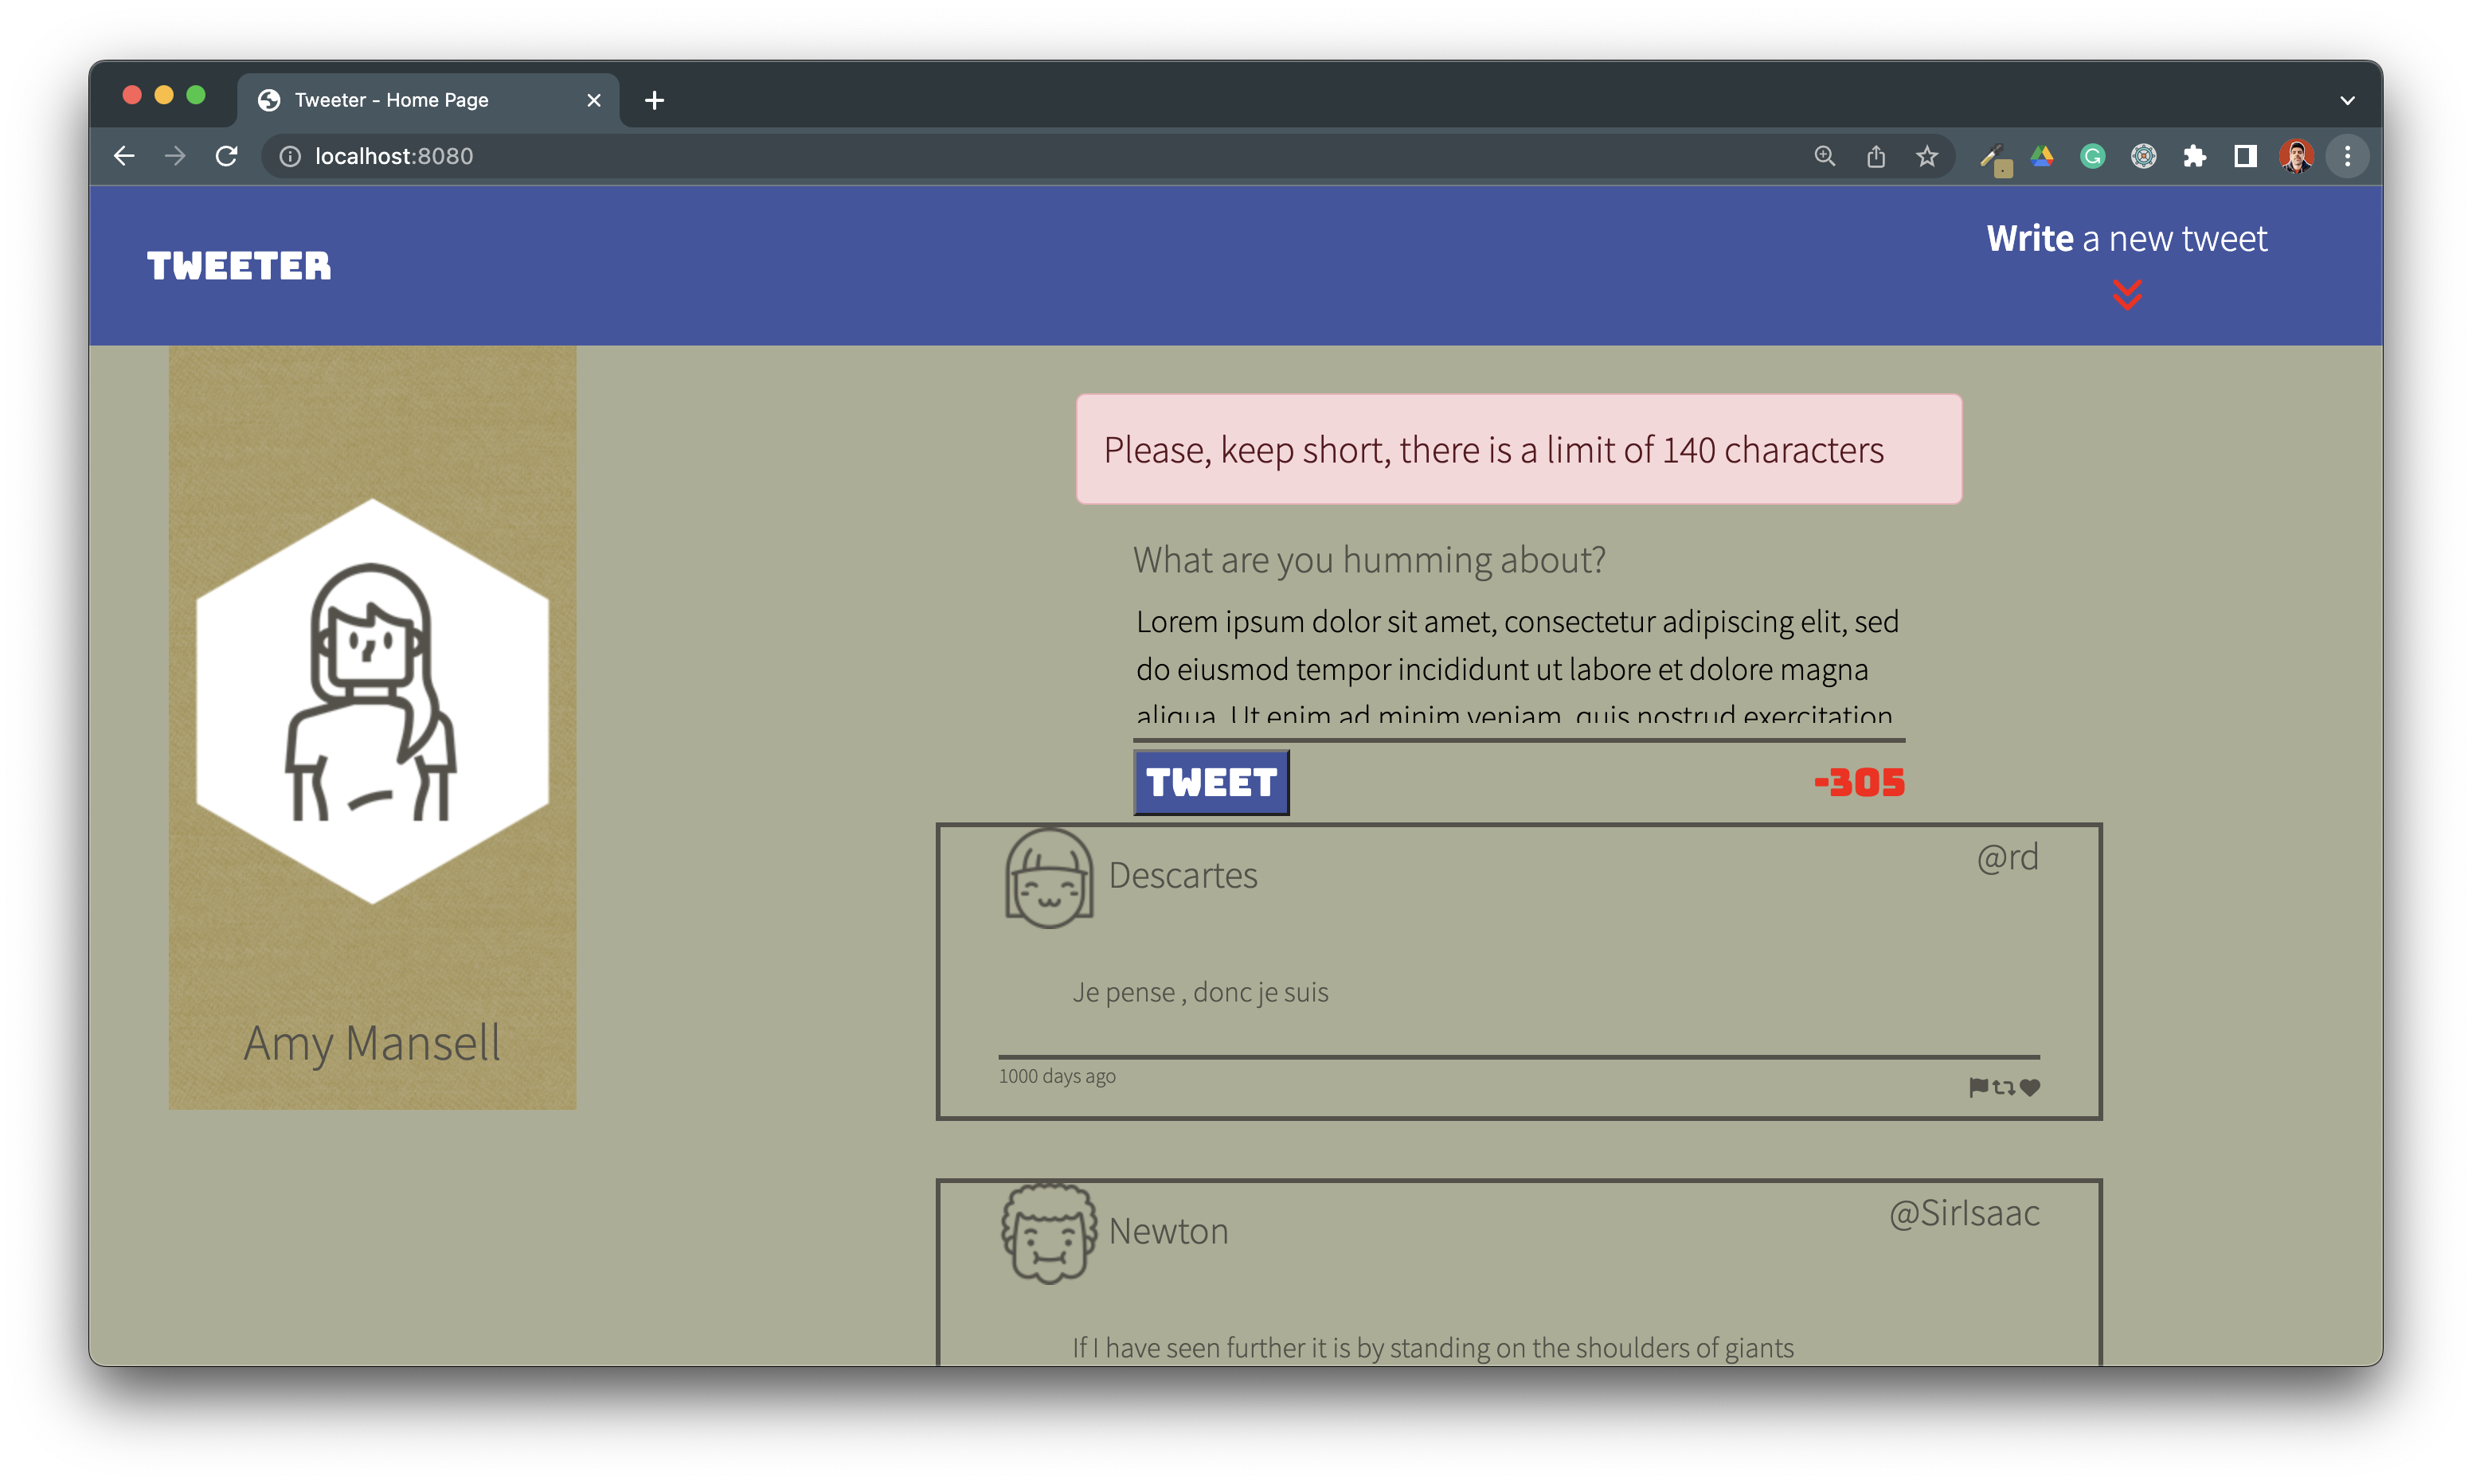 Tweeter - Home Page
localhost:8080
TWEETER
Write a new tweet
Please, keep short, there is a limit of 140 characters
What are you humming about?
Lorem ipsum dolor sit amet, consectetur adipiscing elit, sed
do eiusmod tempor incididunt ut labore et dolore magna
aliqua. Ut enim ad minim veniam, quis nostrud exercitation
TWEET
-305
Amy Mansell
Descartes
@rd
Je pense , donc je suis
1000 days ago
Newton
@SirIsaac
If I have seen further it is by standing on the shoulders of giants